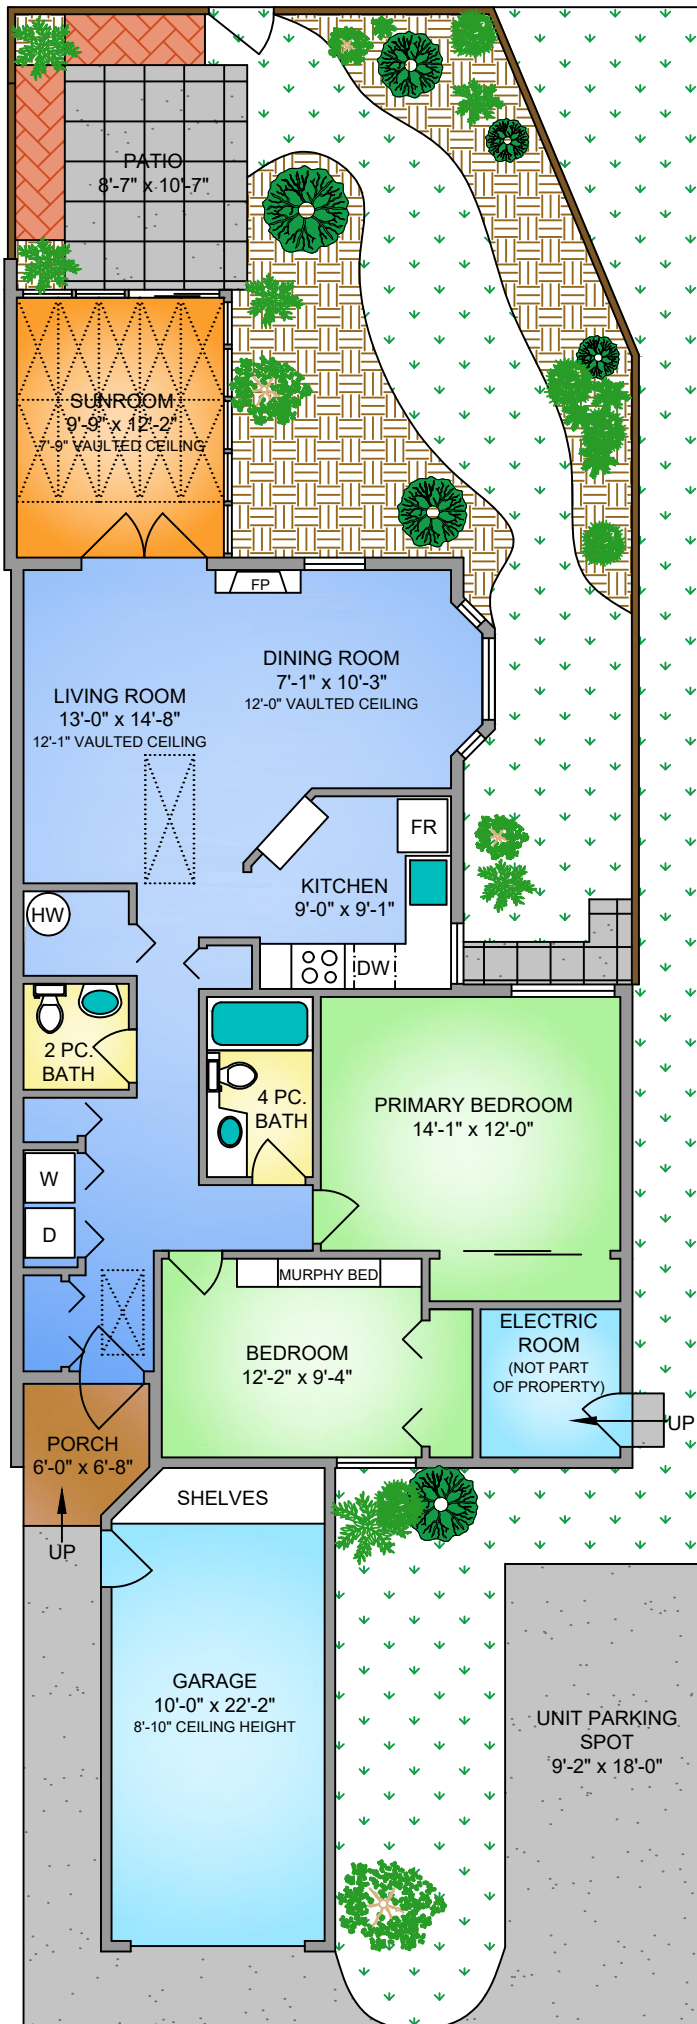 PATIO
8'-7" x 10'-7"
SUNROOM
9'-9" x 12'-2"
7'-9" VAULTED CEILING
FP
DINING ROOM
7'-1" x 10'-3"
12'-0" VAULTED CEILING
LIVING ROOM
13'-0" x 14'-8"
12'-1" VAULTED CEILING
FR
KITCHEN
9'-0" x 9'-1"
HW
DW
2 PC.
BATH
4 PC.
BATH
PRIMARY BEDROOM
14'-1" x 12'-0"
W
D
MURPHY BED
BEDROOM
12'-2" x 9'-4"
ELECTRIC
ROOM
(NOT PART
OF PROPERTY)
UP
PORCH
6'-0" x 6'-8"
UP
SHELVES
GARAGE
10'-0" x 22'-2"
8'-10" CEILING HEIGHT
UNIT PARKING
SPOT
9'-2" x 18'-0"